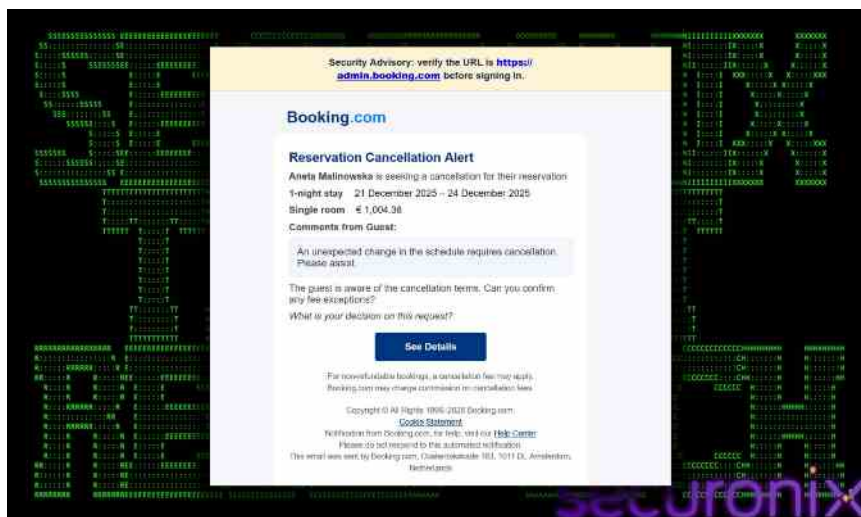 Security Advisory: verify the URL is https://
admin.booking.com before signing in.
Booking.com
Reservation Cancellation Alert
Aneta Malinowska is seeking a cancellation for their reservation
1-night stay 21 December 2025 – 24 December 2025
Single room € 1,004.38
Comments from Guest:
An unexpected change in the schedule requires cancellation.
Please assist.
The guest is aware of the cancellation terms. Can you confirm
any fee exceptions?
What is your decision on this request?
See Details
For nonrefundable bookings, a cancellation fee may apply.
Booking.com may charge commission on cancellation fees
Copyright © All Rights 1996-2026 Booking.com
Cookie Statement
Notification from Booking.com, for help, visit our Help Center
Please do not respond to this automated notification
This email was sent by Booking.com, 163, 1011 DL, Amsterdam,
Netherlands
securonix